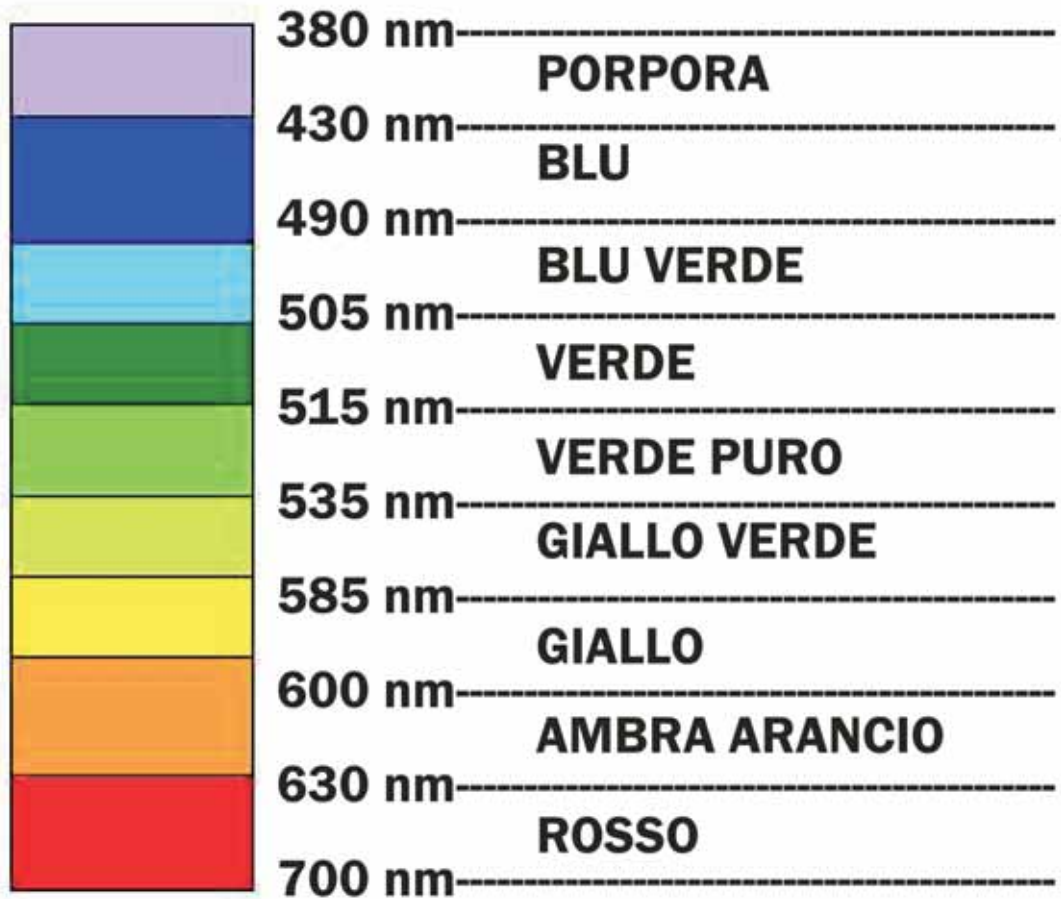 380 nm
PORPORA
430 nm
BLU
490 nm
BLU VERDE
505 nm
VERDE
515 nm
VERDE PURO
535 nm
GIALLO VERDE
585 nm
GIALLO
600 nm
AMBRA ARANCIO
630 nm
ROSSO
700 nm